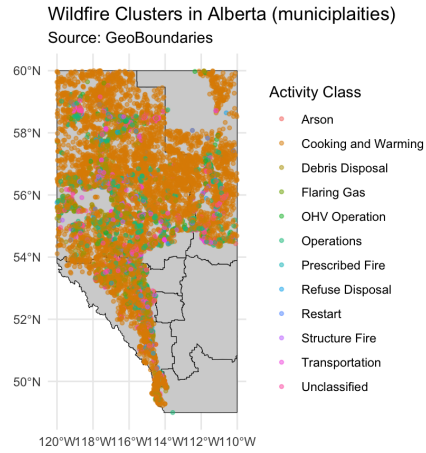 Wildfire Clusters in Alberta (municiplaities)
Source: GeoBoundaries
60°N
58°N
56°N
54°N
52°N
50°N
120°W118°W116°W114°W112°W110°W
Activity Class
Arson
Cooking and Warming
Debris Disposal
Flaring Gas
OHV Operation
Operations
Prescribed Fire
Refuse Disposal
Restart
Structure Fire
Transportation
Unclassified